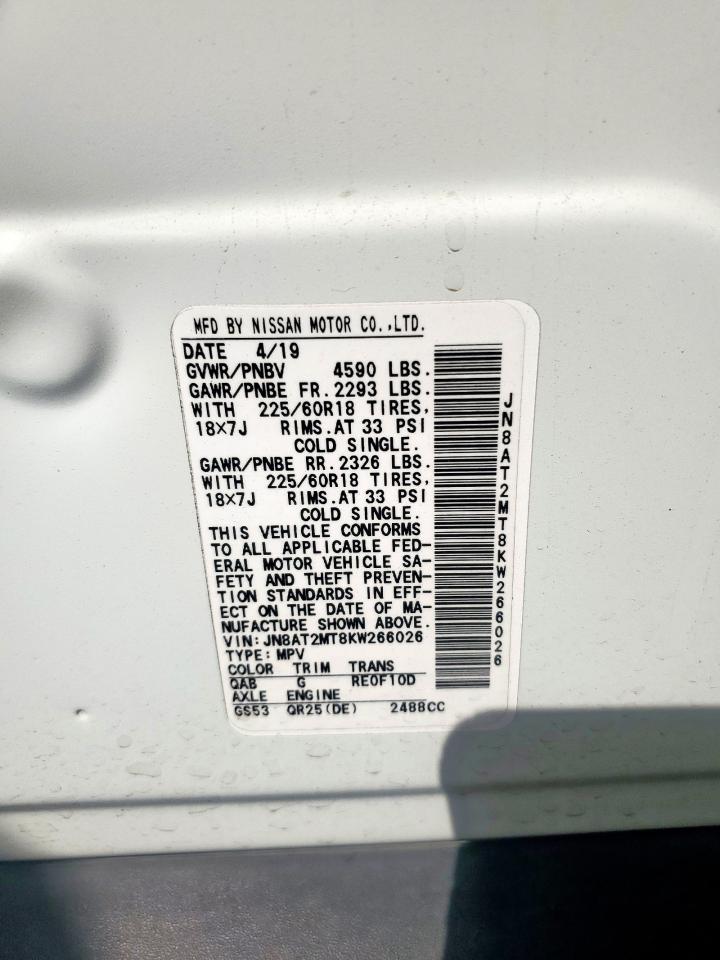 MFD BY NISSAN MOTOR CO.,LTD.
DATE 4/19
GVWR/PNBV 4590 LBS.
GAWR/PNBE FR. 2293 LBS.
WITH 225/60R18 TIRES,
18×7J RIMS. AT 33 PSI
COLD SINGLE.
GAWR/PNBE RR. 2326 LBS.
WITH 225/60R18 TIRES,
18×7J RIMS. AT 33 PSI
COLD SINGLE.
THIS VEHICLE CONFORMS
TO ALL APPLICABLE FED-
ERAL MOTOR VEHICLE SA-
FETY AND THEFT PREVEN-
TION STANDARDS IN EFF-
ECT ON THE DATE OF MA-
NUFACTURE SHOWN ABOVE.
VIN: JN8AT2MT8KW266026
TYPE: MPV
COLOR TRIM TRANS
QAB G RE0F10D
AXLE ENGINE
GS53 QR25(DE) 2488CC
JN8AT2MT8KW266026